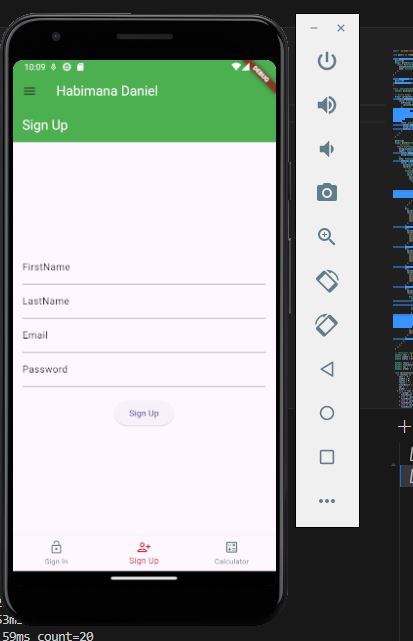 10:09
DEBUG
Habimana Daniel
Sign Up
FirstName
LastName
Email
Password
Sign Up
Sign In
Sign Up
Calculator
59ms count=20